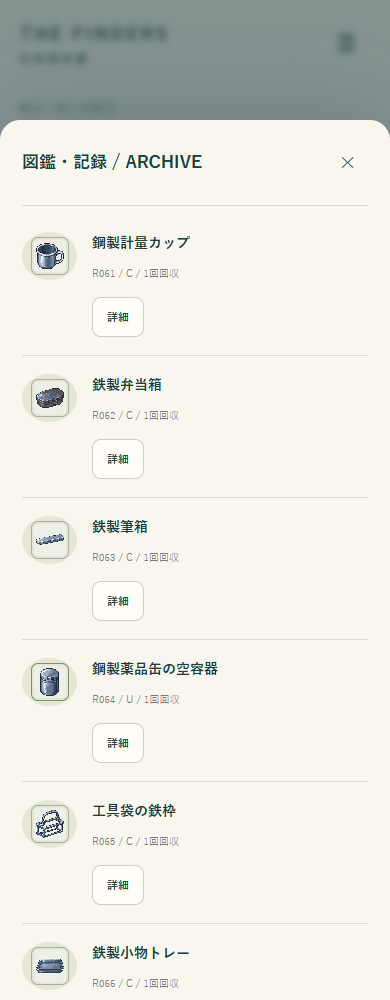 THE FINDERS
図鑑・記録 / ARCHIVE
鋼製計量カップ
R061 / C / 1回回収
詳細
鉄製弁当箱
R062 / C / 1回回収
詳細
鉄製筆箱
R063 / C / 1回回収
詳細
鋼製薬品缶の空容器
R064 / U / 1回回収
詳細
工具袋の鉄枠
R065 / C / 1回回収
詳細
鉄製小物トレー
R066 / C / 1回回収